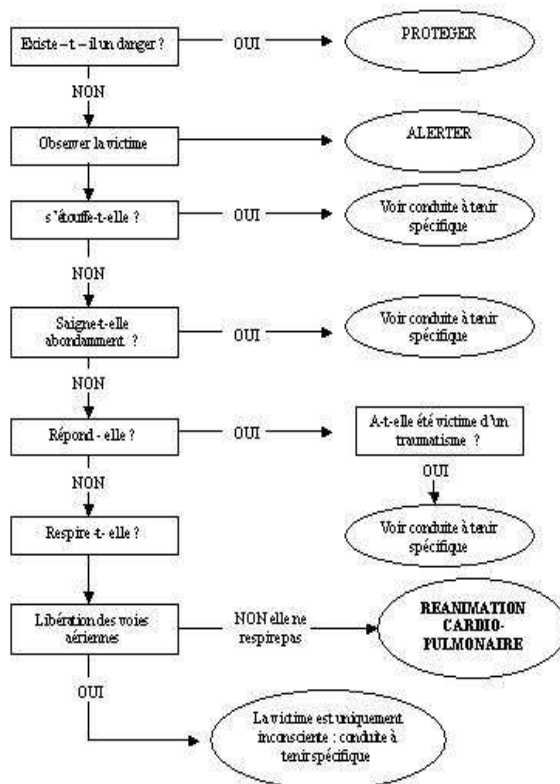 Existe – t – il un danger ?
OUI
PROTEGER
NON
Observer la victime
ALERTER
s'étouffe-t-elle ?
OUI
Voir conduite à tenir
spécifique
NON
Saigne-t-elle
abondamment ?
OUI
Voir conduite à tenir
spécifique
NON
Répond - elle ?
OUI
A-t-elle été victime d'un
traumatisme ?
NON
OUI
Respire -t- elle ?
Voir conduite à tenir
spécifique
Libération des voies
aériennes
NON elle ne
respire pas
REANIMATION
CARDIO-
PULMONAIRE
OUI
La victime est uniquement
inconsciente : conduite à
tenir spécifique